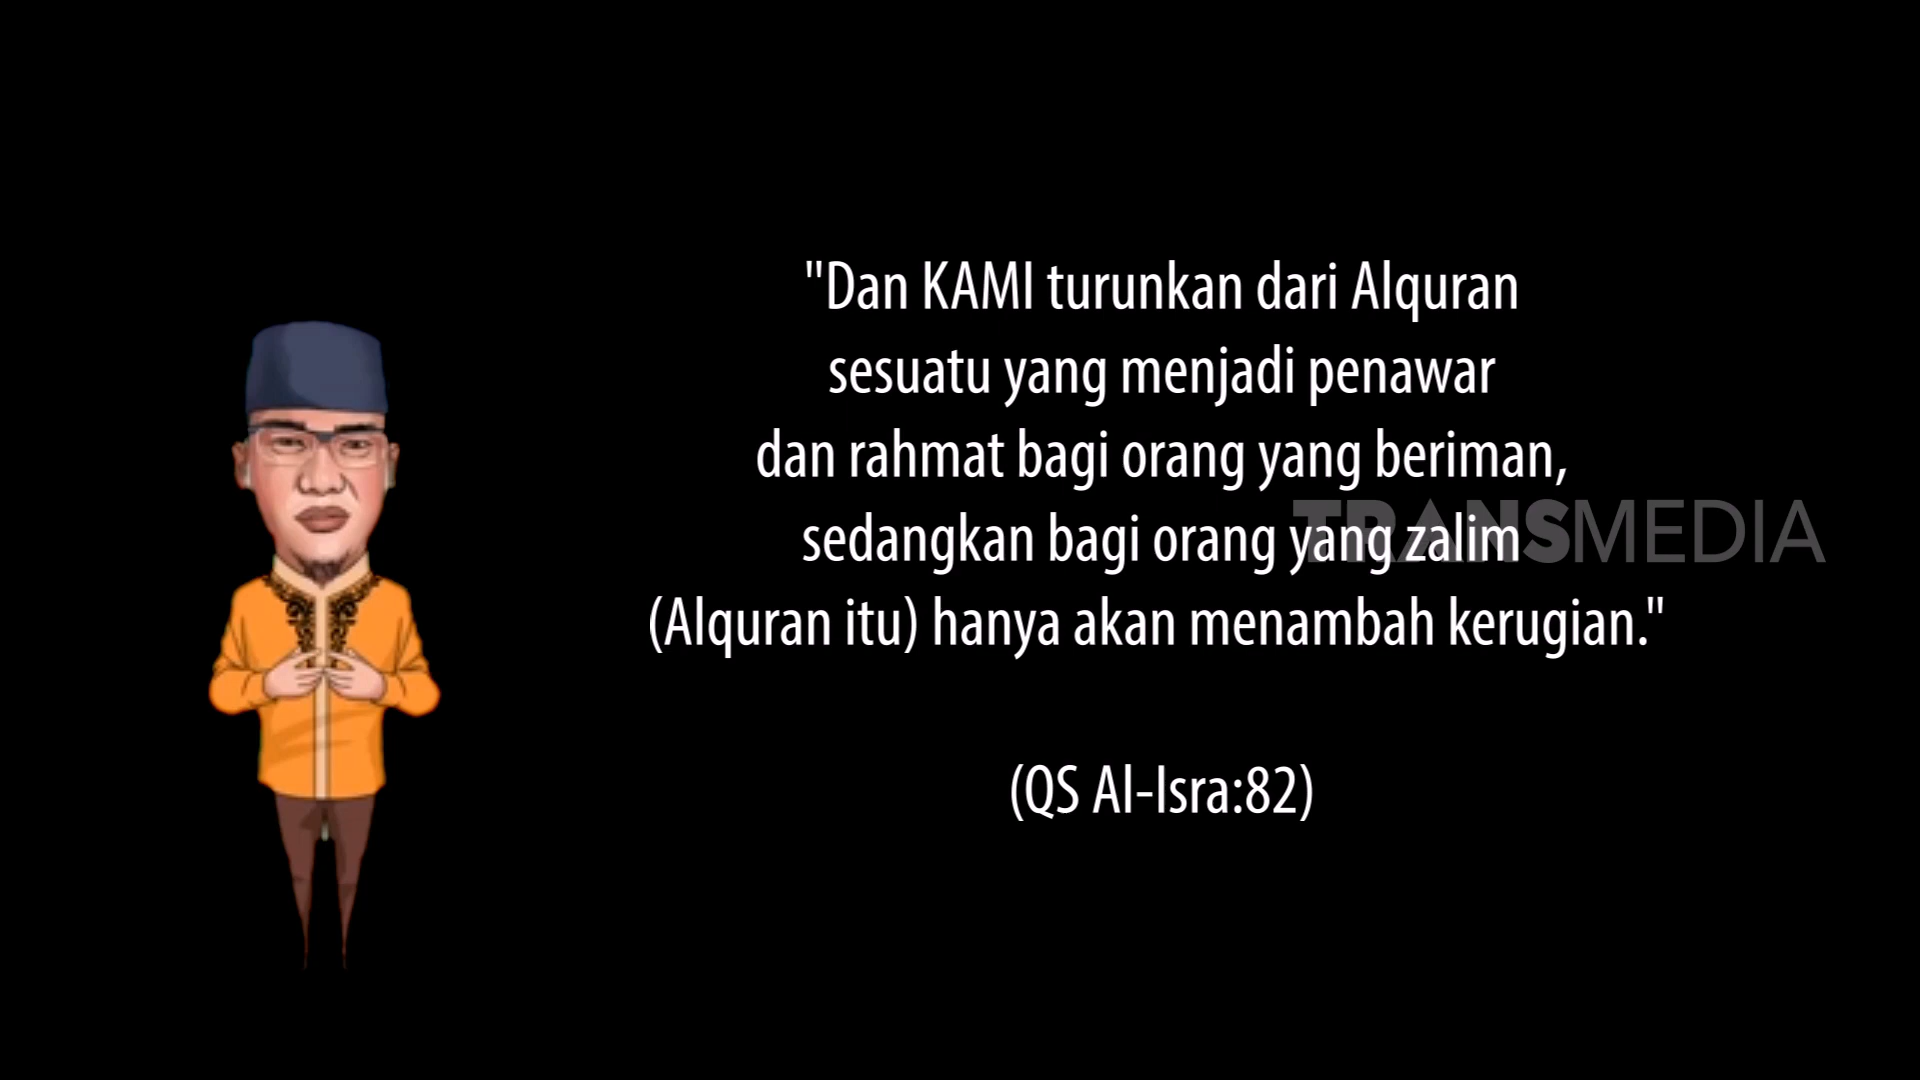 "Dan KAMI turunkan dari Alquran
sesuatu yang menjadi penawar
dan rahmat bagi orang yang beriman,
sedangkan bagi orang yang zalim
TRANSMEDIA
(Alquran itu) hanya akan menambah kerugian."
(QS Al-Isra:82)